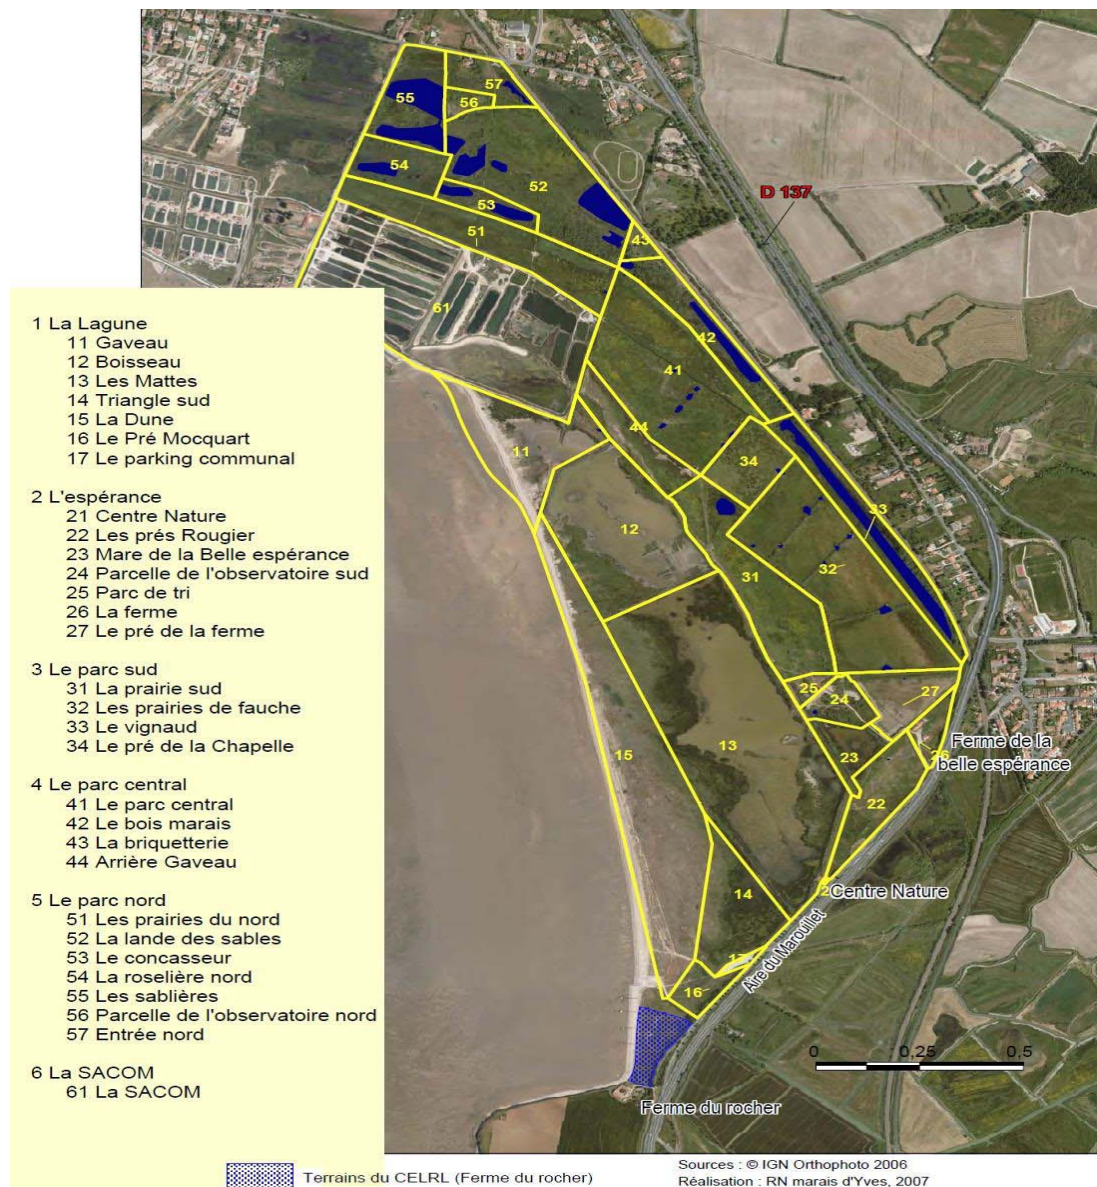 1 La Lagune
11 Gaveau
12 Boisseau
13 Les Mattes
14 Triangle sud
15 La Dune
16 Le Pré Mocquart
17 Le parking communal
2 L'espérance
21 Centre Nature
22 Les prés Rougier
23 Mare de la Belle espérance
24 Parcelle de l'observatoire sud
25 Parc de tri
26 La ferme
27 Le pré de la ferme
3 Le parc sud
31 La prairie sud
32 Les prairies de fauche
33 Le vignaud
34 Le pré de la Chapelle
4 Le parc central
41 Le parc central
42 Le bois marais
43 La briquetterie
44 Arrière Gaveau
5 Le parc nord
51 Les prairies du nord
52 La lande des sables
53 Le concasseur
54 La roselière nord
55 Les sablières
56 Parcelle de l'observatoire nord
57 Entrée nord
6 La SACOM
61 La SACOM
57
55
56
54
52
53
D 137
51
43
61
42
41
44
11
34
33
12
32
31
25
24
27
13
15
23
26
Ferme de la
belle espérance
22
14
Centre Nature
17
Aire du Marouillet
16
0 0,25 0,5
Ferme du rocher
Terrains du CELRL (Ferme du rocher)
Sources : © IGN Orthophoto 2006
Réalisation : RN marais d'Yves, 2007